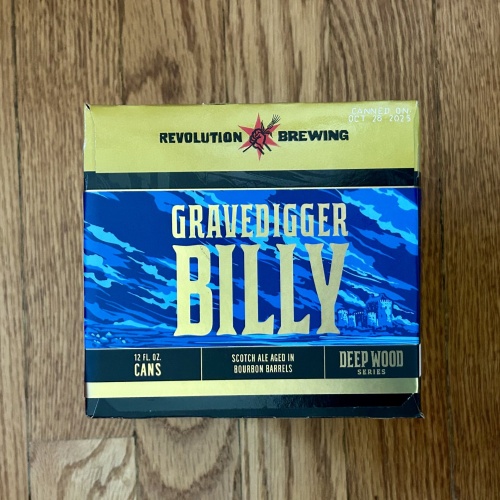 CANNED ON
OCT 20 2023
REVOLUTION BREWING
GRAVEDIGGER
BILLY
12 FL. OZ.
CANS
SCOTCH ALE AGED IN
BOURBON BARRELS
DEEP WOOD
SERIES